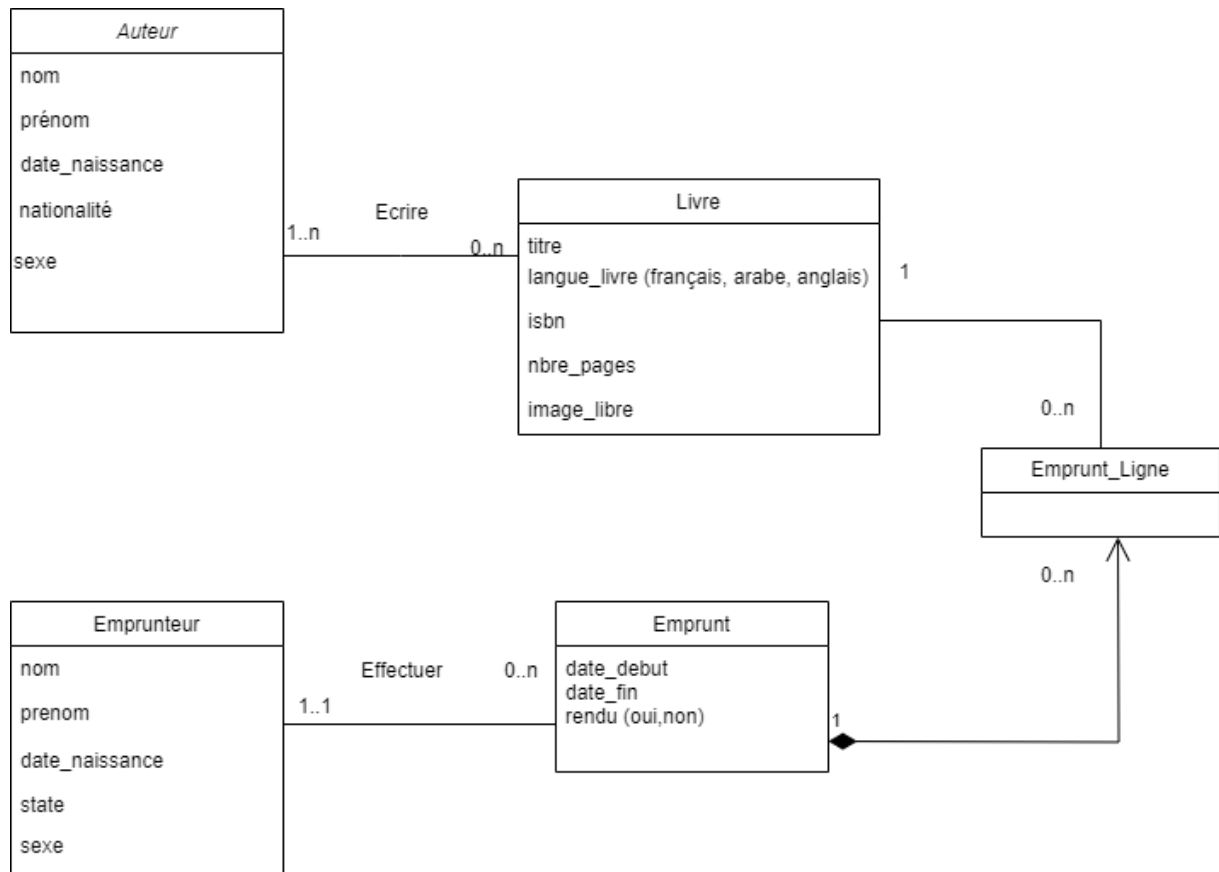 Auteur
nom
prénom
date_naissance
nationalité
sexe
Ecrire
1..n
0..n
Livre
titre
langue_livre (français, arabe, anglais)
isbn
nbre_pages
image_libre
1
0..n
Emprunt_Ligne
0..n
Emprunteur
nom
prenom
date_naissance
state
sexe
Effectuer
1..1
0..n
Emprunt
date_debut
date_fin
rendu (oui,non)
1